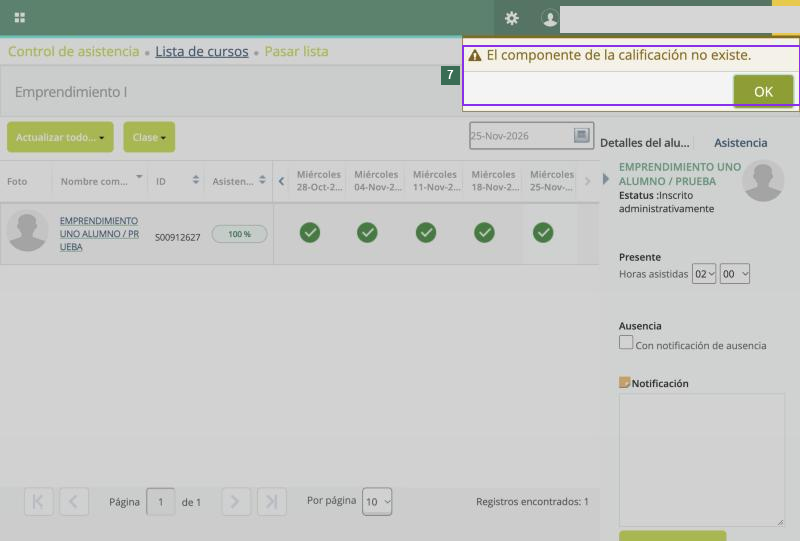 Control de asistencia • Lista de cursos • Pasar lista
El componente de la calificación no existe.
7
OK
Emprendimiento I
Actualizar todo...
Clase
25-Nov-2026
Detalles del alu...
Asistencia
Foto
Nombre com...
ID
Asisten...
Miércoles
28-Oct-2...
Miércoles
04-Nov-2...
Miércoles
11-Nov-2...
Miércoles
18-Nov-2...
Miércoles
25-Nov-...
EMPRENDIMIENTO
UNO ALUMNO / PR
UEBA
S00912627
100 %
EMPRENDIMIENTO UNO
ALUMNO / PRUEBA
Estatus :Inscrito
administrativamente
Presente
Horas asistidas 02 00
Ausencia
Con notificación de ausencia
Notificación
Página 1 de 1
Por página 10
Registros encontrados: 1